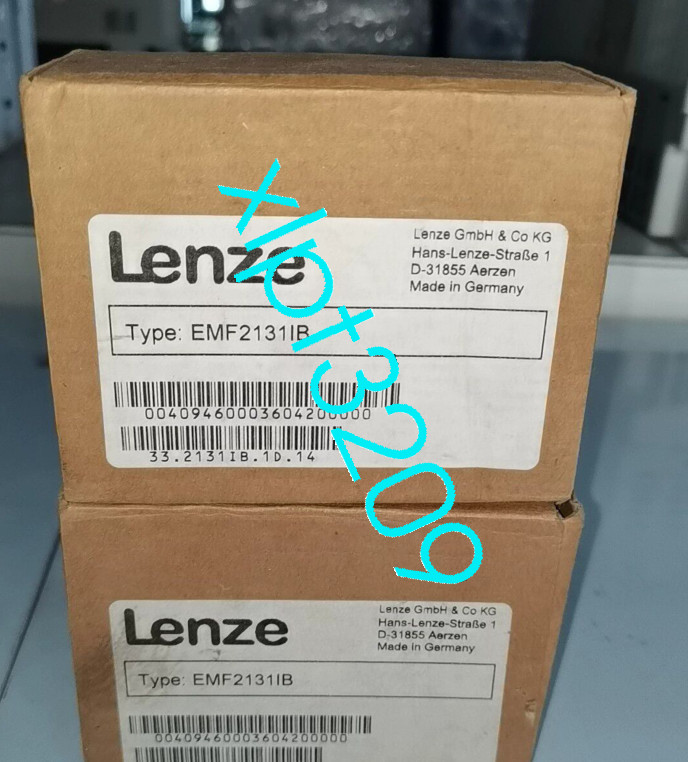 Lenze
Lenze GmbH & Co KG
Hans-Lenze-Straße 1
D-31855 Aerzen
Made in Germany
Type: EMF2131IB
00409460003604200000
33.2131IB.1D.14
xlpt3209
Lenze
Lenze GmbH & Co KG
Hans-Lenze-Straße 1
D-31855 Aerzen
Made in Germany
Type: EMF2131IB
00409460003604200000